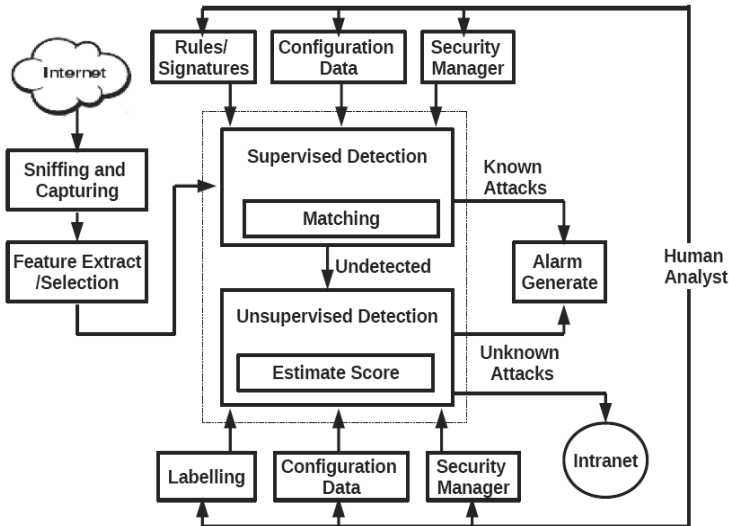 Internet
Rules/
Signatures
Configuration
Data
Security
Manager
Sniffing and
Capturing
Supervised Detection
Matching
Known
Attacks
Feature Extract
/Selection
Undetected
Alarm
Generate
Human
Analyst
Unsupervised Detection
Estimate Score
Unknown
Attacks
Intranet
Labelling
Configuration
Data
Security
Manager